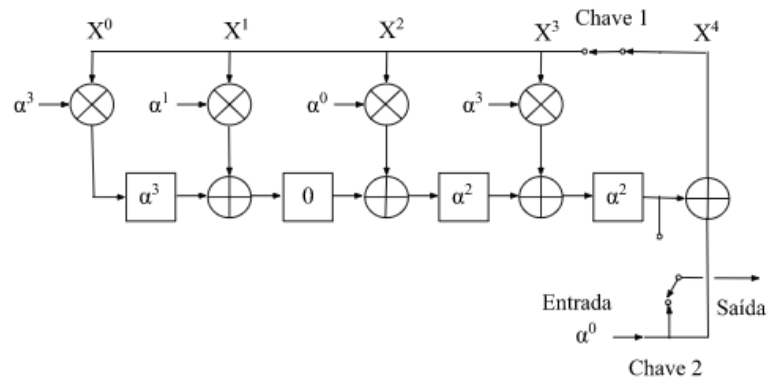 Chave 1
X⁰ X¹ X² X³ X⁴
α³ α¹ α⁰ α³
α³ 0 α² α²
Entrada Saída
α⁰
Chave 2